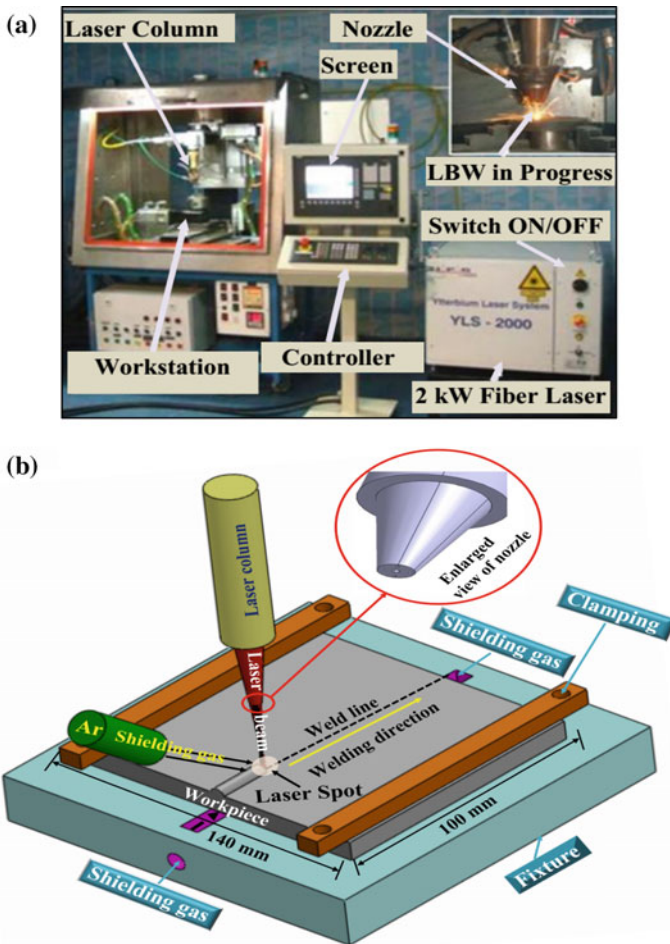 (a)
Laser Column
Nozzle
Screen
LBW in Progress
Switch ON/OFF
Ytterbium Laser System
YLS - 2000
Workstation
Controller
2 kW Fiber Laser
(b)
Laser column
Enlarged
view of nozzle
Clamping
Shielding gas
Laser beam
Weld line
Welding direction
Ar Shielding gas
Laser Spot
Workpiece
140 mm
100 mm
Shielding gas
Fixture